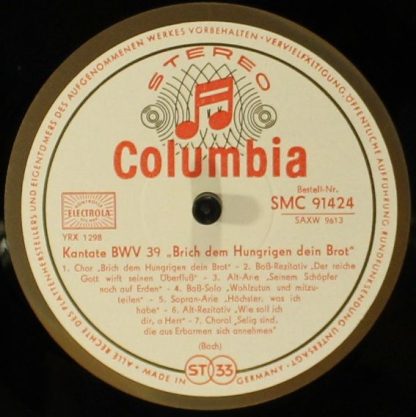 ALLE RECHTE DES PLATTENHERSTELLERS UND EIGENTÜMERS DES AUFGENOMMENEN WERKES VORBEHALTEN · VERVIELFÄLTIGUNG, ÖFFENTLICHE AUFFÜHRUNG, RUNDFUNKSENDUNG UNTERSAGT ·
STEREO
Columbia
Bestell-Nr.
SMC 91424
SAXW 9613
ELECTROLA
YRX 1298
Kantate BWV 39 „Brich dem Hungrigen dein Brot"
1. Chor „Brich dem Hungrigen dein Brot" - 2. Baß-Rezitativ „Der reiche
Gott wirft seinen Überfluß" - 3. Alt-Arie „Seinem Schöpfer
noch auf Erden" - 4. Baß-Solo „Wohlzutun und mitzu-
teilen" - 5. Sopran-Arie „Höchster, was ich
habe" - 6. Alt-Rezitativ „Wie soll ich
dir, o Herr" - 7. Choral „Selig sind,
die aus Erbarmen sich annehmen"
(Bach)
MADE IN GERMANY
ST 33